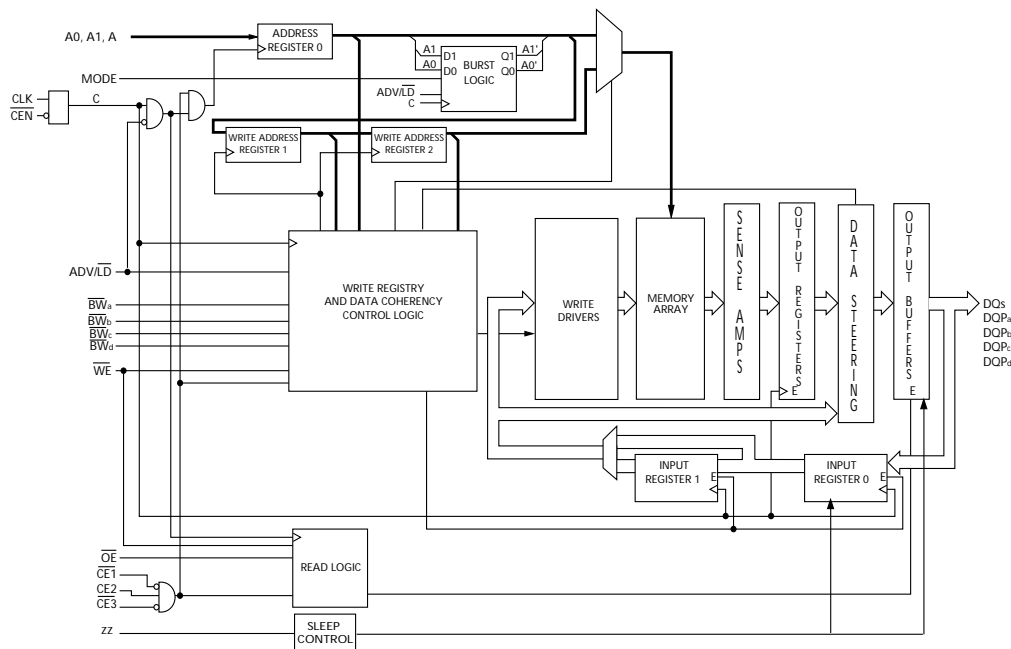 A0, A1, A
ADDRESS
REGISTER 0
A1
A0
D1
D0
BURST
LOGIC
Q1
Q0
A1'
A0'
MODE
ADV/LD
C
CLK
CEN
C
WRITE ADDRESS
REGISTER 1
WRITE ADDRESS
REGISTER 2
ADV/LD
BWa
BWb
BWc
BWd
WE
WRITE REGISTRY
AND DATA COHERENCY
CONTROL LOGIC
WRITE
DRIVERS
MEMORY
ARRAY
SENSE AMPS
OUTPUT REGISTERS
E
DATA STEERING
OUTPUT BUFFERS
E
DQs
DQPa
DQPb
DQPc
DQPd
INPUT
REGISTER 1
E
INPUT
REGISTER 0
E
OE
CE1
CE2
CE3
READ LOGIC
ZZ
SLEEP
CONTROL